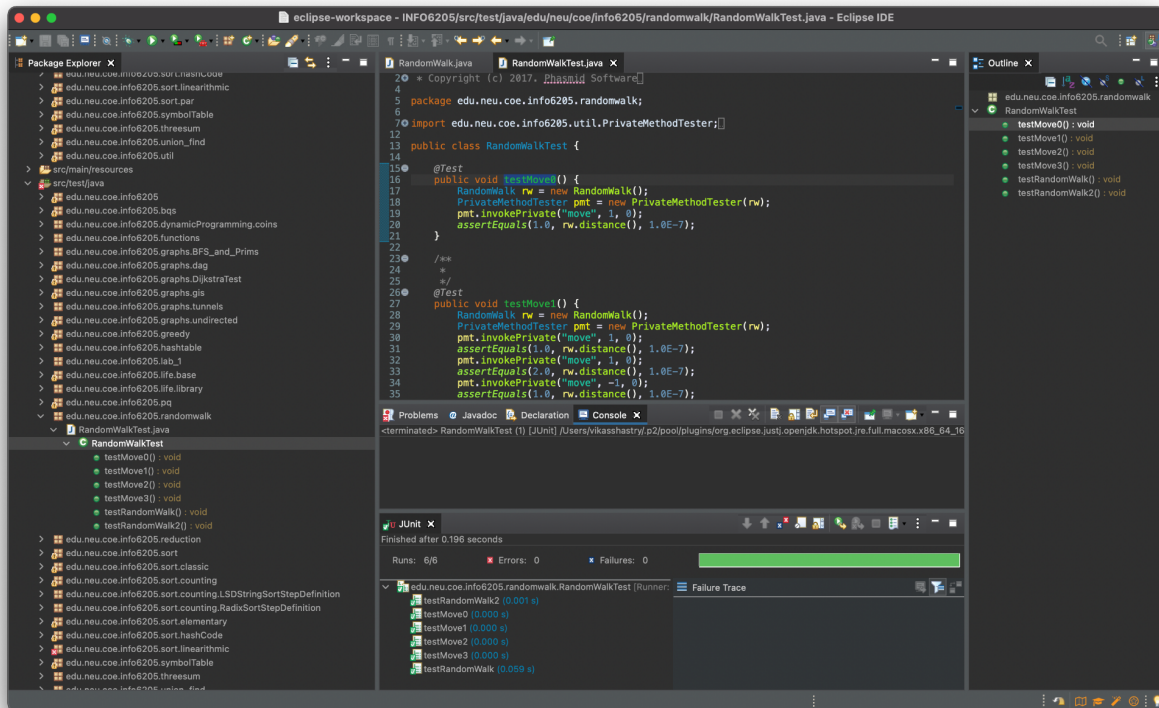 eclipse-workspace - INFO6205/src/test/java/edu/neu/coe/info6205/randomwalk/RandomWalkTest.java - Eclipse IDE
Package Explorer
edu.neu.coe.info6205.sort.hashCode
edu.neu.coe.info6205.sort.linearithmic
edu.neu.coe.info6205.sort.par
edu.neu.coe.info6205.symbolTable
edu.neu.coe.info6205.threesum
edu.neu.coe.info6205.union_find
edu.neu.coe.info6205.util
src/main/resources
src/test/java
edu.neu.coe.info6205
edu.neu.coe.info6205.bqs
edu.neu.coe.info6205.dynamicProgramming.coins
edu.neu.coe.info6205.functions
edu.neu.coe.info6205.graphs.BFS_and_Prims
edu.neu.coe.info6205.graphs.dag
edu.neu.coe.info6205.graphs.DijkstraTest
edu.neu.coe.info6205.graphs.gis
edu.neu.coe.info6205.graphs.tunnels
edu.neu.coe.info6205.graphs.undirected
edu.neu.coe.info6205.greedy
edu.neu.coe.info6205.hashtable
edu.neu.coe.info6205.lab_1
edu.neu.coe.info6205.life.base
edu.neu.coe.info6205.life.library
edu.neu.coe.info6205.pq
edu.neu.coe.info6205.randomwalk
RandomWalkTest.java
RandomWalkTest
testMove0() : void
testMove1() : void
testMove2() : void
testMove3() : void
testRandomWalk() : void
testRandomWalk2() : void
edu.neu.coe.info6205.reduction
edu.neu.coe.info6205.sort
edu.neu.coe.info6205.sort.classic
edu.neu.coe.info6205.sort.counting
edu.neu.coe.info6205.sort.counting.LSDStringSortStepDefinition
edu.neu.coe.info6205.sort.counting.RadixSortStepDefinition
edu.neu.coe.info6205.sort.elementary
edu.neu.coe.info6205.sort.hashCode
edu.neu.coe.info6205.sort.linearithmic
edu.neu.coe.info6205.symbolTable
edu.neu.coe.info6205.threesum
edu.neu.coe.info6205.union_find
RandomWalk.java RandomWalkTest.java
2 * Copyright (c) 2017. Phasmid Software
4
5 package edu.neu.coe.info6205.randomwalk;
6
7 import edu.neu.coe.info6205.util.PrivateMethodTester;
12
13 public class RandomWalkTest {
14
15 @Test
16 public void testMove0() {
17 RandomWalk rw = new RandomWalk();
18 PrivateMethodTester pmt = new PrivateMethodTester(rw);
19 pmt.invokePrivate("move", 1, 0);
20 assertEquals(1.0, rw.distance(), 1.0E-7);
21 }
22
23 /**
24 *
25 */
26 @Test
27 public void testMove1() {
28 RandomWalk rw = new RandomWalk();
29 PrivateMethodTester pmt = new PrivateMethodTester(rw);
30 pmt.invokePrivate("move", 1, 0);
31 assertEquals(1.0, rw.distance(), 1.0E-7);
32 pmt.invokePrivate("move", 1, 0);
33 assertEquals(2.0, rw.distance(), 1.0E-7);
34 pmt.invokePrivate("move", -1, 0);
35 assertEquals(1.0, rw.distance(), 1.0E-7);
Problems Javadoc Declaration Console
<terminated> RandomWalkTest (1) [JUnit] /Users/vikasshastry/.p2/pool/plugins/org.eclipse.justj.openjdk.hotspot.jre.full.macosx.x86_64_16
JUnit
Finished after 0.196 seconds
Runs: 6/6 Errors: 0 Failures: 0
edu.neu.coe.info6205.randomwalk.RandomWalkTest [Runner:
testRandomWalk2 (0.001 s)
testMove0 (0.000 s)
testMove1 (0.000 s)
testMove2 (0.000 s)
testMove3 (0.000 s)
testRandomWalk (0.059 s)
Failure Trace
Outline
edu.neu.coe.info6205.randomwalk
RandomWalkTest
testMove0() : void
testMove1() : void
testMove2() : void
testMove3() : void
testRandomWalk() : void
testRandomWalk2() : void